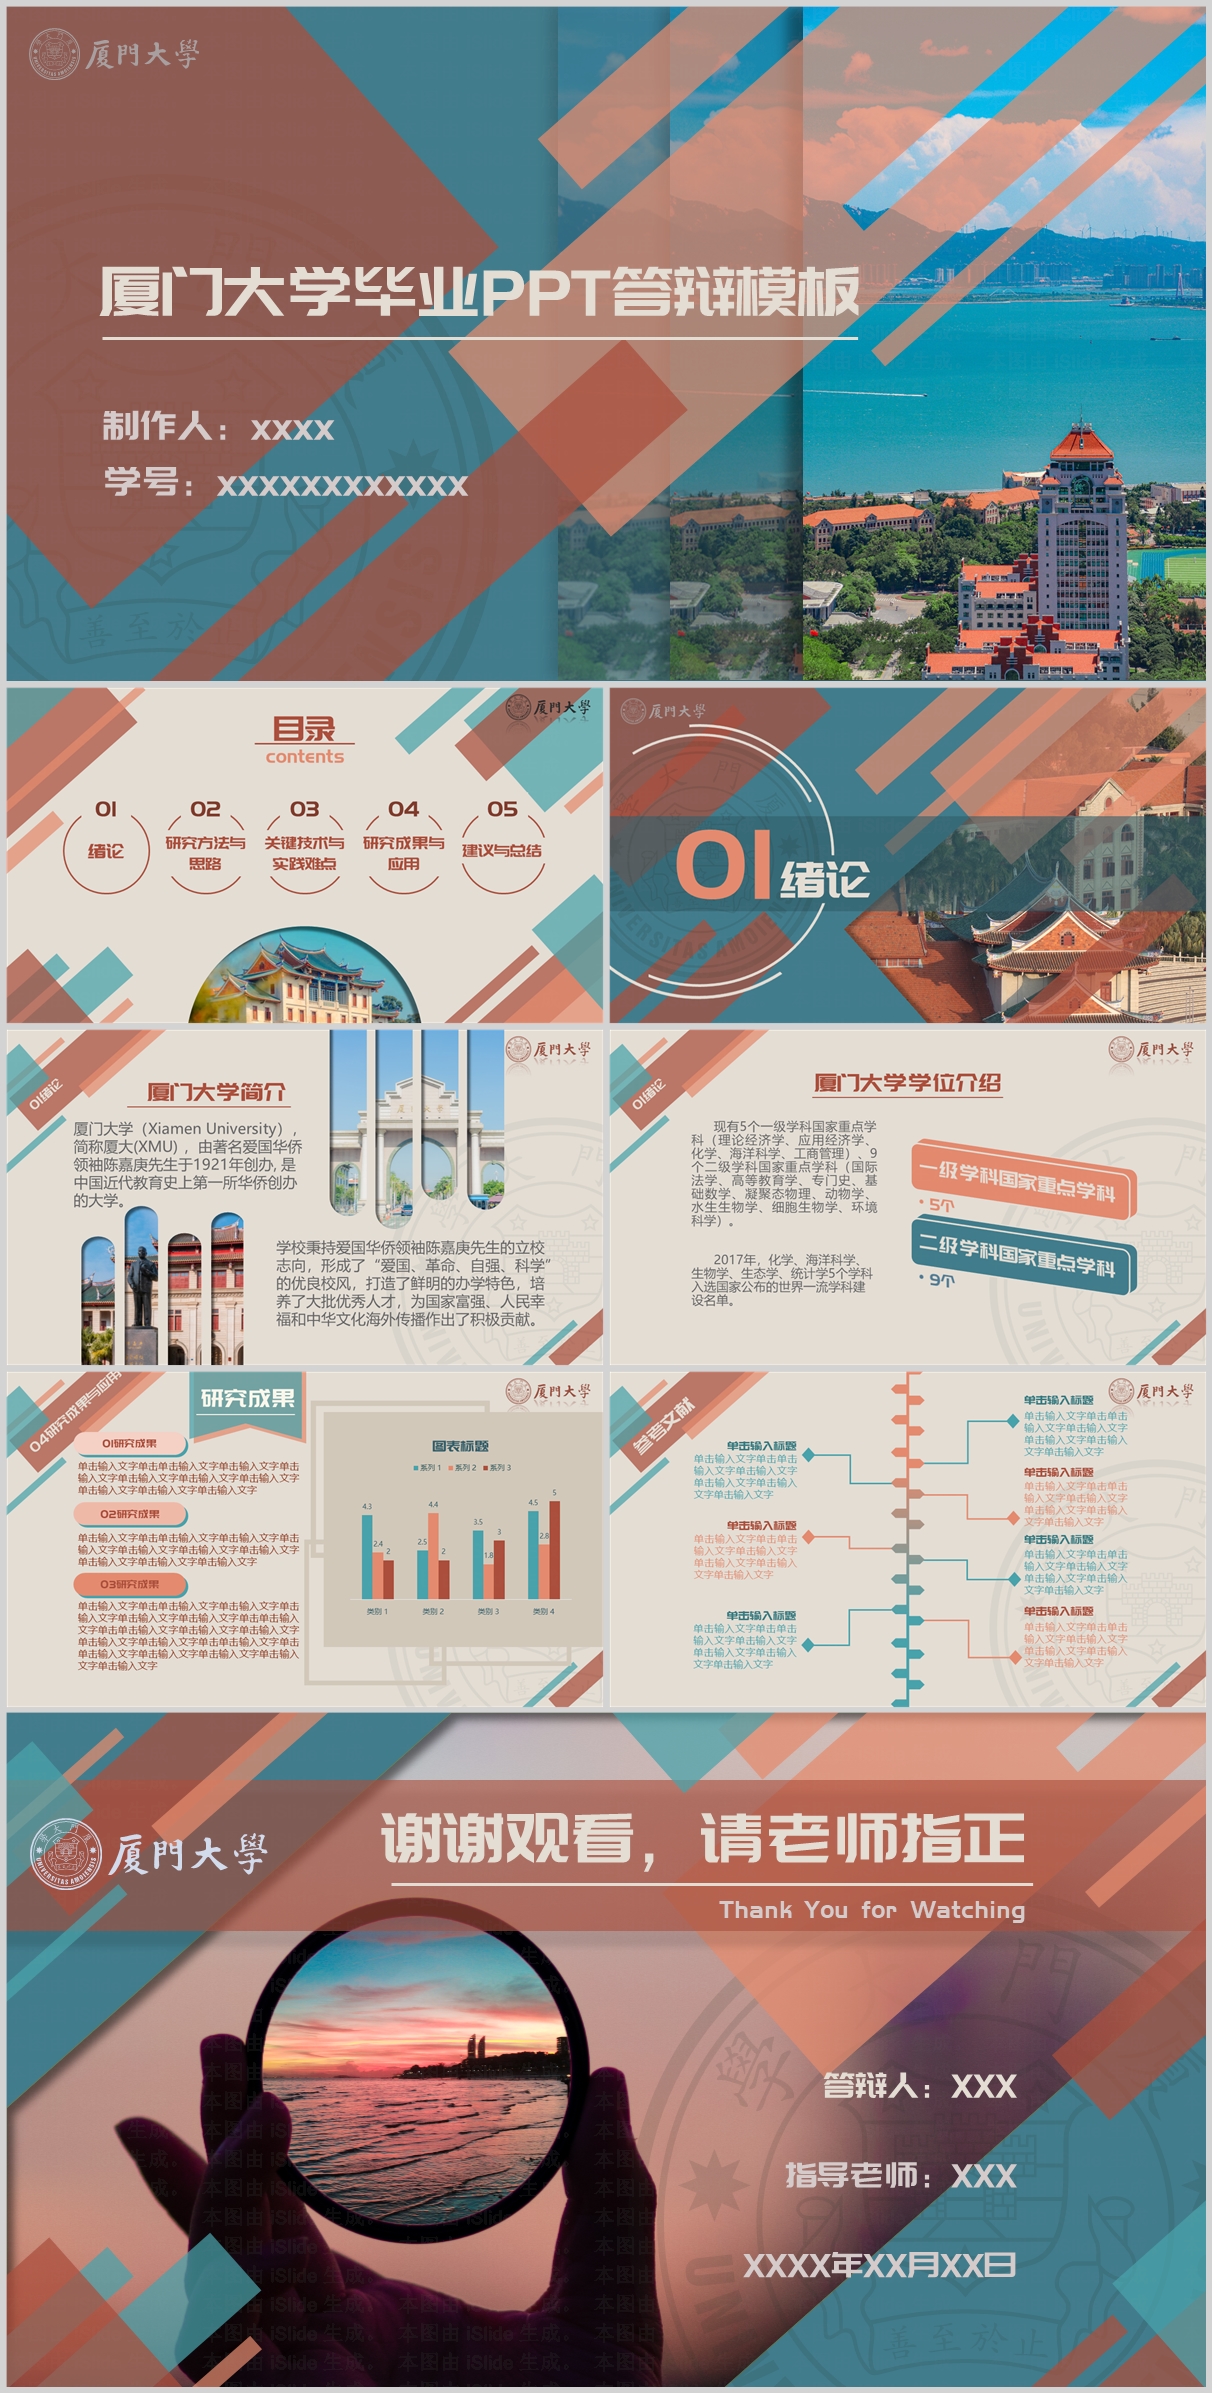 厦門大學
厦门大学毕业PPT答辩模板
制作人：xxxx
学号：xxxxxxxxxxxx
善至於止
厦門大學
目录
contents
01
绪论
02
研究方法与
思路
03
关键技术与
实践难点
04
研究成果与
应用
05
建议与总结
厦門大學
01绪论
厦門大學
01绪论
厦门大学简介
厦门大学（Xiamen University），
简称厦大(XMU) ，由著名爱国华侨
领袖陈嘉庚先生于1921年创办, 是
中国近代教育史上第一所华侨创办
的大学。
学校秉持爱国华侨领袖陈嘉庚先生的立校
志向，形成了“爱国、革命、自强、科学”
的优良校风，打造了鲜明的办学特色，培
养了大批优秀人才，为国家富强、人民幸
福和中华文化海外传播作出了积极贡献。
厦門大學
01绪论
厦门大学学位介绍
现有5个一级学科国家重点学
科（理论经济学、应用经济学、
化学、海洋科学、工商管理）、9
个二级学科国家重点学科（国际
法学、高等教育学、专门史、基
础数学、凝聚态物理、动物学、
水生生物学、细胞生物学、环境
科学）。
2017年，化学、海洋科学、
生物学、生态学、统计学5个学科
入选国家公布的世界一流学科建
设名单。
一级学科国家重点学科
• 5个
二级学科国家重点学科
• 9个
厦門大學
04研究成果与应用
研究成果
01研究成果
单击输入文字单击单击输入文字单击输入文字单击
输入文字单击输入文字单击输入文字单击输入文字
单击输入文字单击输入文字单击输入文字
02研究成果
单击输入文字单击单击输入文字单击输入文字单击
输入文字单击输入文字单击输入文字单击输入文字
单击输入文字单击输入文字单击输入文字
03研究成果
单击输入文字单击单击输入文字单击输入文字单击
输入文字单击输入文字单击输入文字单击单击输入
文字单击单击输入文字单击输入文字单击输入文字
单击输入文字单击输入文字单击单击输入文字单击
输入文字单击输入文字单击输入文字单击输入文字单击输入
文字单击输入文字
图表标题
系列 1 系列 2 系列 3
4.3 2.4 2 2.5 4.4 2 3.5 1.8 3 4.5 2.8 5
类别 1 类别 2 类别 3 类别 4
厦門大學
参考文献
单击输入标题
单击输入文字单击单击
输入文字单击输入文字
单击输入文字单击输入
文字单击输入文字
单击输入标题
单击输入文字单击单击
输入文字单击输入文字
单击输入文字单击输入
文字单击输入文字
单击输入标题
单击输入文字单击单击
输入文字单击输入文字
单击输入文字单击输入
文字单击输入文字
单击输入标题
单击输入文字单击单击
输入文字单击输入文字
单击输入文字单击输入
文字单击输入文字
单击输入标题
单击输入文字单击单击
输入文字单击输入文字
单击输入文字单击输入
文字单击输入文字
单击输入标题
单击输入文字单击单击
输入文字单击输入文字
单击输入文字单击输入
文字单击输入文字
单击输入标题
单击输入文字单击单击
输入文字单击输入文字
单击输入文字单击输入
文字单击输入文字
厦門大學
谢谢观看，请老师指正
Thank You for Watching
答辩人：XXX
指导老师：XXX
XXXX年XX月XX日
善至於止